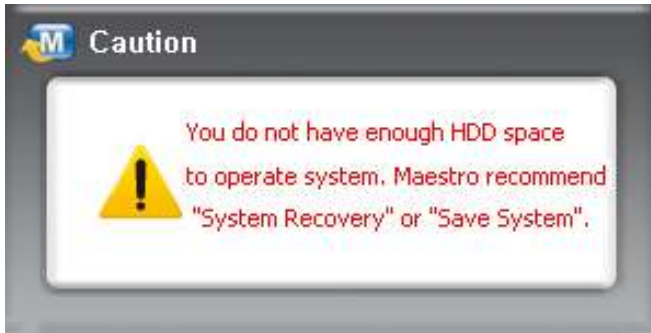 M Caution
You do not have enough HDD space
to operate system. Maestro recommend
"System Recovery" or "Save System".